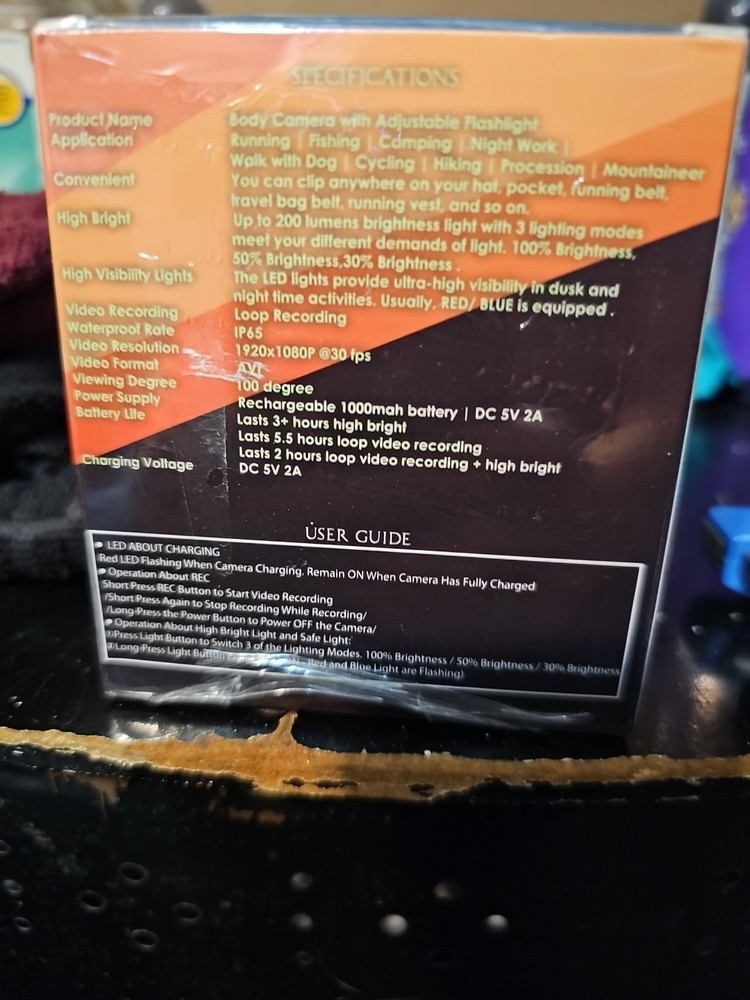 SPECIFICATIONS
Product Name Body Camera with Adjustable Flashlight
Application Running | Fishing | Camping | Night Work |
Walk with Dog | Cycling | Hiking | Procession | Mountaineer
Convenient You can clip anywhere on your hat, pocket, running belt,
travel bag belt, running vest, and so on.
High Bright Up to 200 lumens brightness light with 3 lighting modes
meet your different demands of light. 100% Brightness,
50% Brightness,30% Brightness .
High Visibility Lights The LED lights provide ultra-high visibility in dusk and
night time activities. Usually, RED/ BLUE is equipped .
Video Recording Loop Recording
Waterproof Rate IP65
Video Resolution 1920x1080P @30 fps
Video Format AVI
Viewing Degree 100 degree
Power Supply Rechargeable 1000mah battery | DC 5V 2A
Battery Life Lasts 3+ hours high bright
Lasts 5.5 hours loop video recording
Lasts 2 hours loop video recording + high bright
Charging Voltage DC 5V 2A
USER GUIDE
● LED ABOUT CHARGING
Red LED Flashing When Camera Charging. Remain ON When Camera Has Fully Charged
● Operation About REC
Short Press REC Button to Start Video Recording
/Short Press Again to Stop Recording While Recording/
/Long-Press the Power Button to Power OFF the Camera/
● Operation About High Bright Light and Safe Light:
①Press Light Button to Switch 3 of the Lighting Modes. 100% Brightness / 50% Brightness / 30% Brightness
②Long-Press Light Button Red and Blue Light are Flashing)